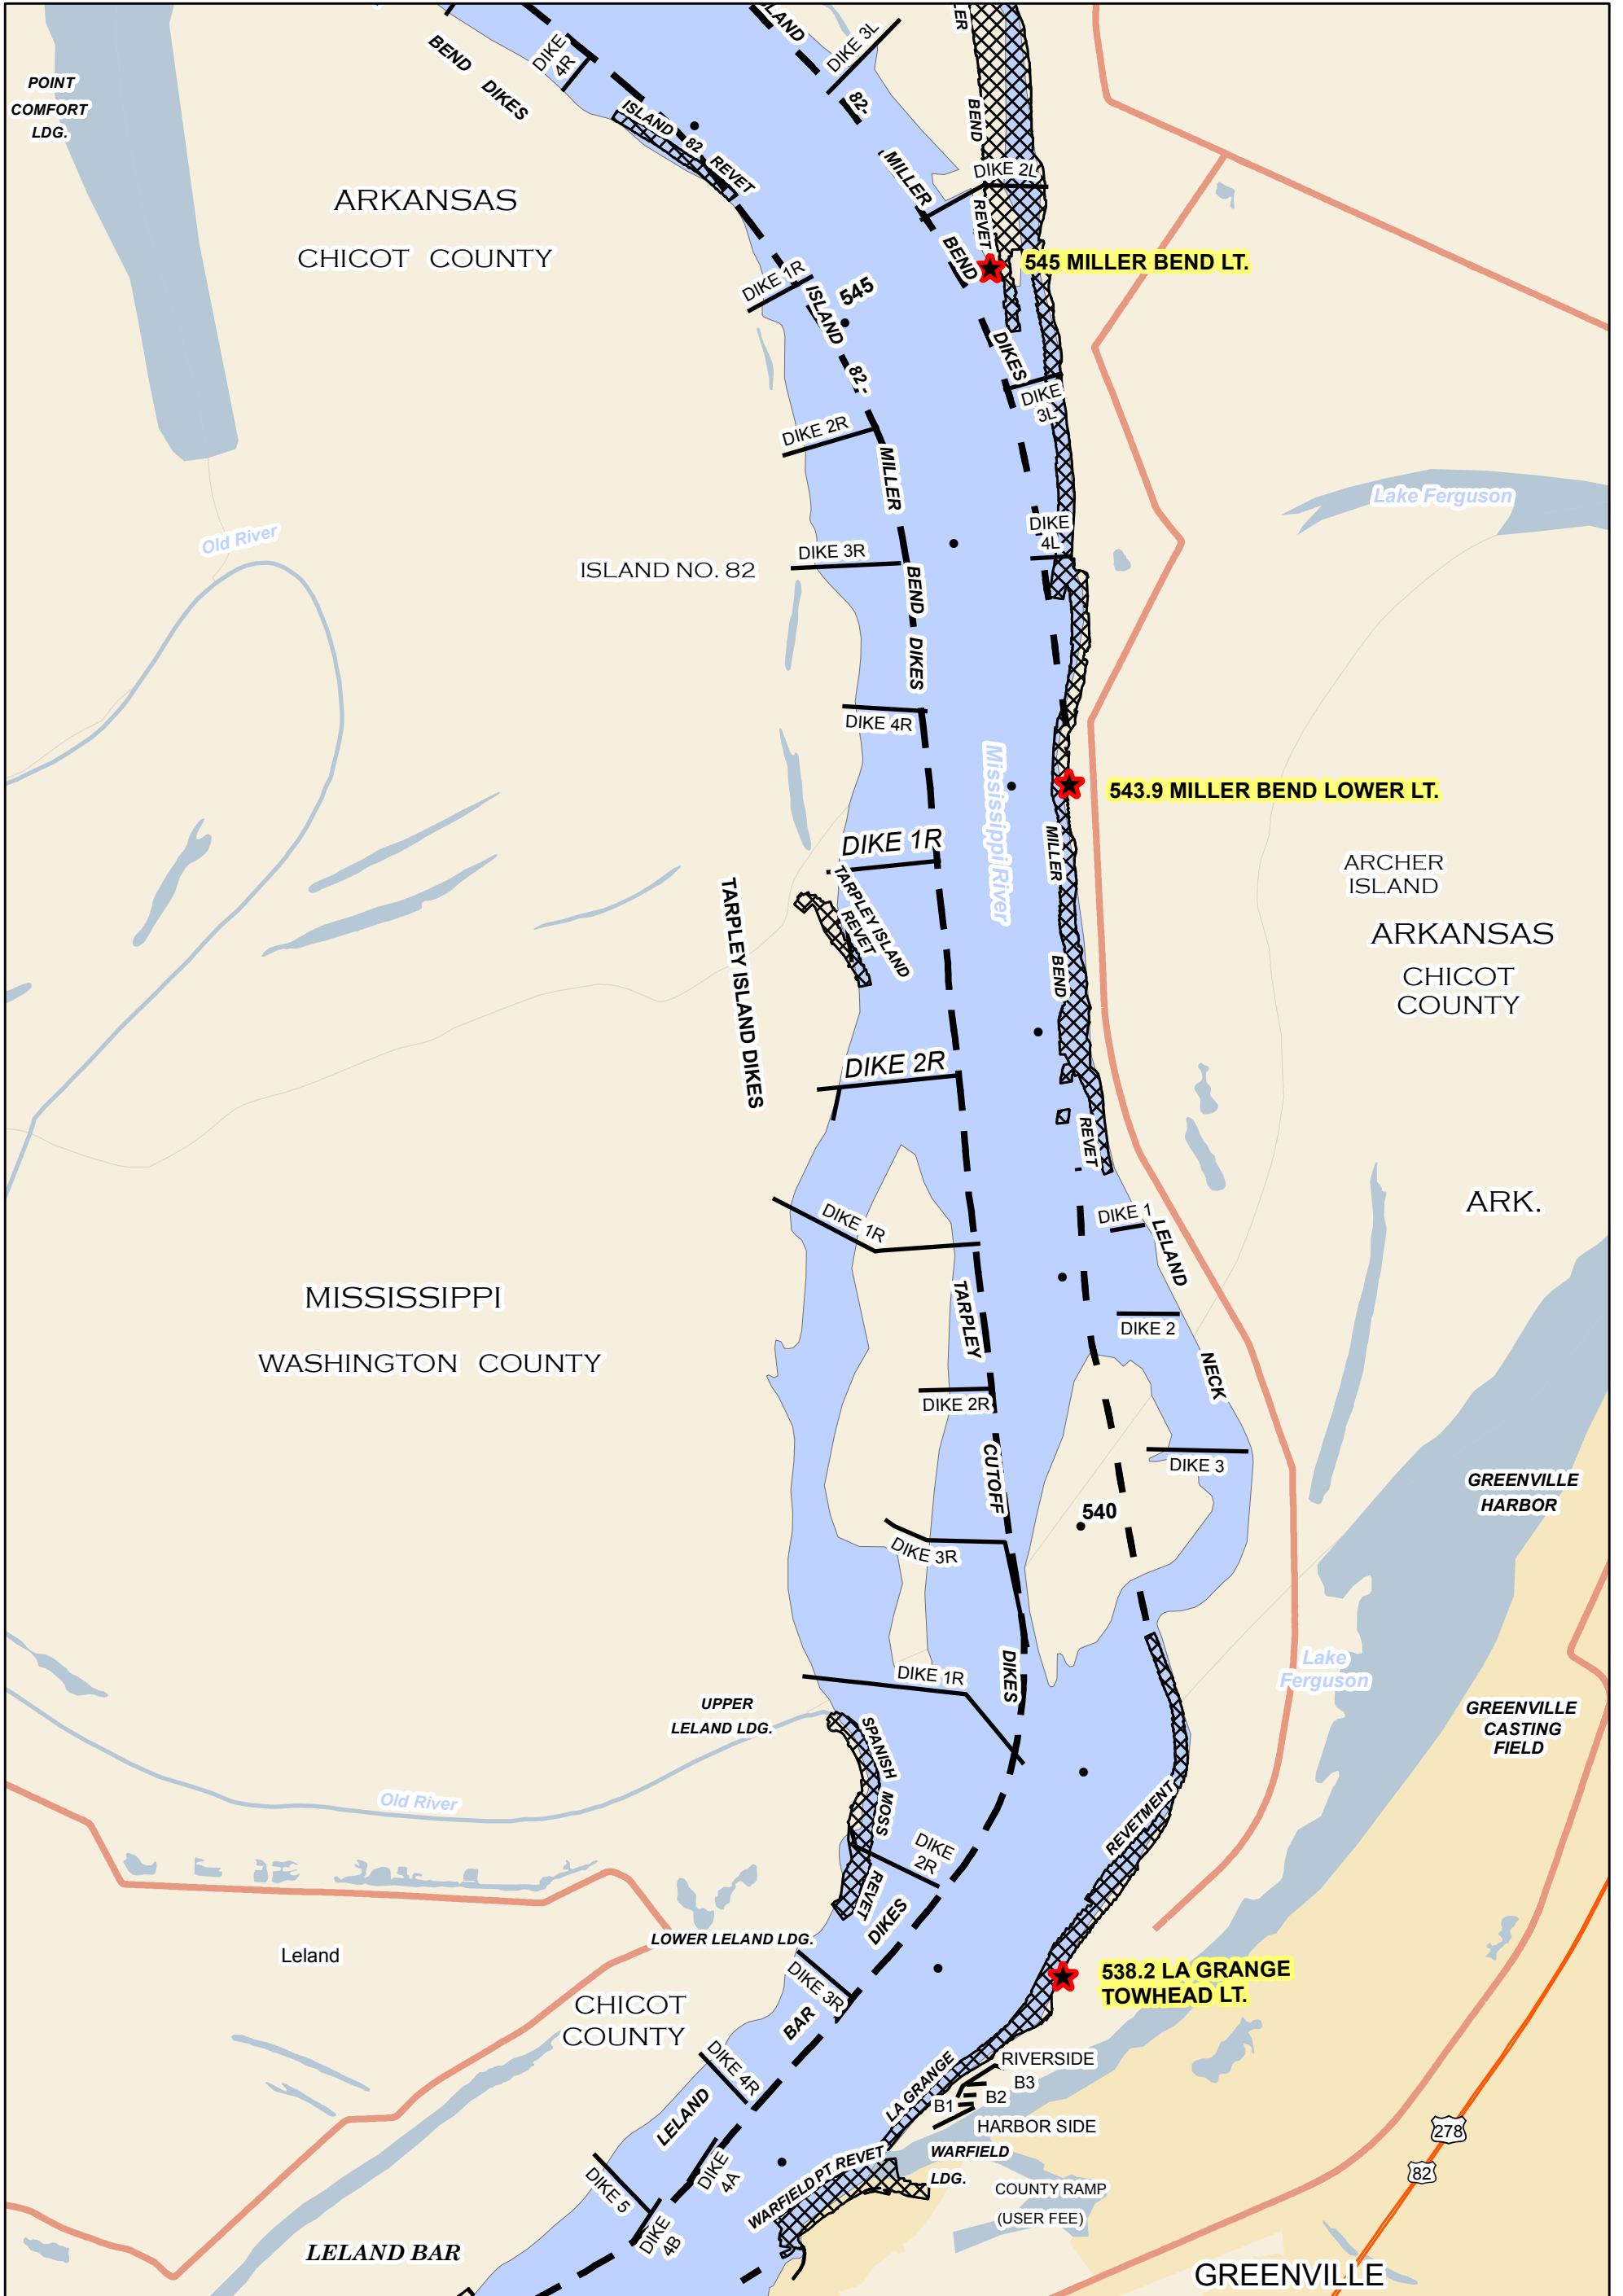 BEND
DIKES
DIKE
4R
LAND
DIKE 3L
ER
POINT
COMFORT
LDG.
ISLAND
82
REVET
82-
BEND
ARKANSAS
CHICOT COUNTY
MILLER
DIKE 2L
REVET
BEND
545 MILLER BEND LT.
DIKE 1R
ISLAND
545
82-
DIKES
DIKE
3L
DIKE 2R
MILLER
Lake Ferguson
Old River
DIKE
4L
DIKE 3R
ISLAND NO. 82
BEND
DIKES
DIKE 4R
Mississippi River
543.9 MILLER BEND LOWER LT.
DIKE 1R
MILLER
ARCHER
ISLAND
TARPLEY ISLAND
REVET
TARPLEY ISLAND DIKES
ARKANSAS
CHICOT
COUNTY
BEND
DIKE 2R
REVET
ARK.
DIKE 1R
DIKE 1
LELAND
MISSISSIPPI
WASHINGTON COUNTY
TARPLEY
DIKE 2
NECK
DIKE 2R
CUTOFF
DIKE 3
GREENVILLE
HARBOR
540
DIKE 3R
DIKES
DIKE 1R
Lake
Ferguson
UPPER
LELAND LDG.
SPANISH
MOSS
REVET
GREENVILLE
CASTING
FIELD
Old River
REVETMENT
DIKE
2R
DIKES
LOWER LELAND LDG.
Leland
DIKE 3R
538.2 LA GRANGE
TOWHEAD LT.
CHICOT
COUNTY
BAR
DIKE 4R
LA GRANGE
RIVERSIDE
B3
B2
B1
HARBOR SIDE
LELAND
278
82
WARFIELD PT REVET
WARFIELD
LDG.
DIKE
4A
DIKE 5
COUNTY RAMP
(USER FEE)
DIKE
4B
LELAND BAR
GREENVILLE